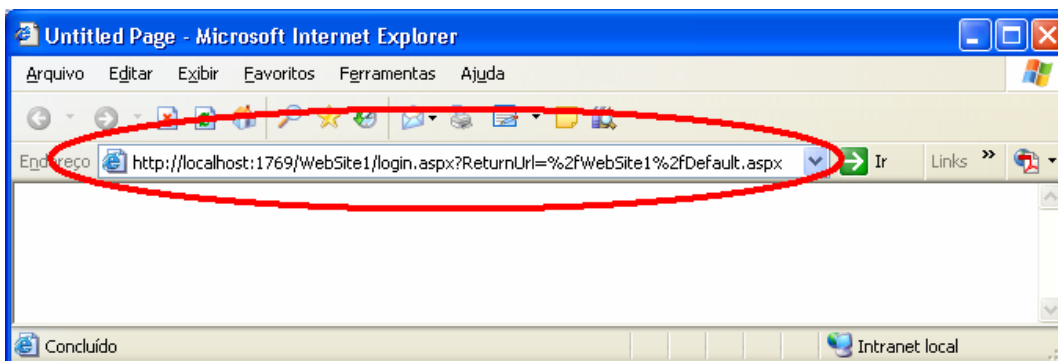 Untitled Page - Microsoft Internet Explorer
Arquivo Editar Exibir Favoritos Ferramentas Ajuda
Endereço http://localhost:1769/WebSite1/login.aspx?ReturnUrl=%2fWebSite1%2fDefault.aspx Ir Links »
Concluído Intranet local